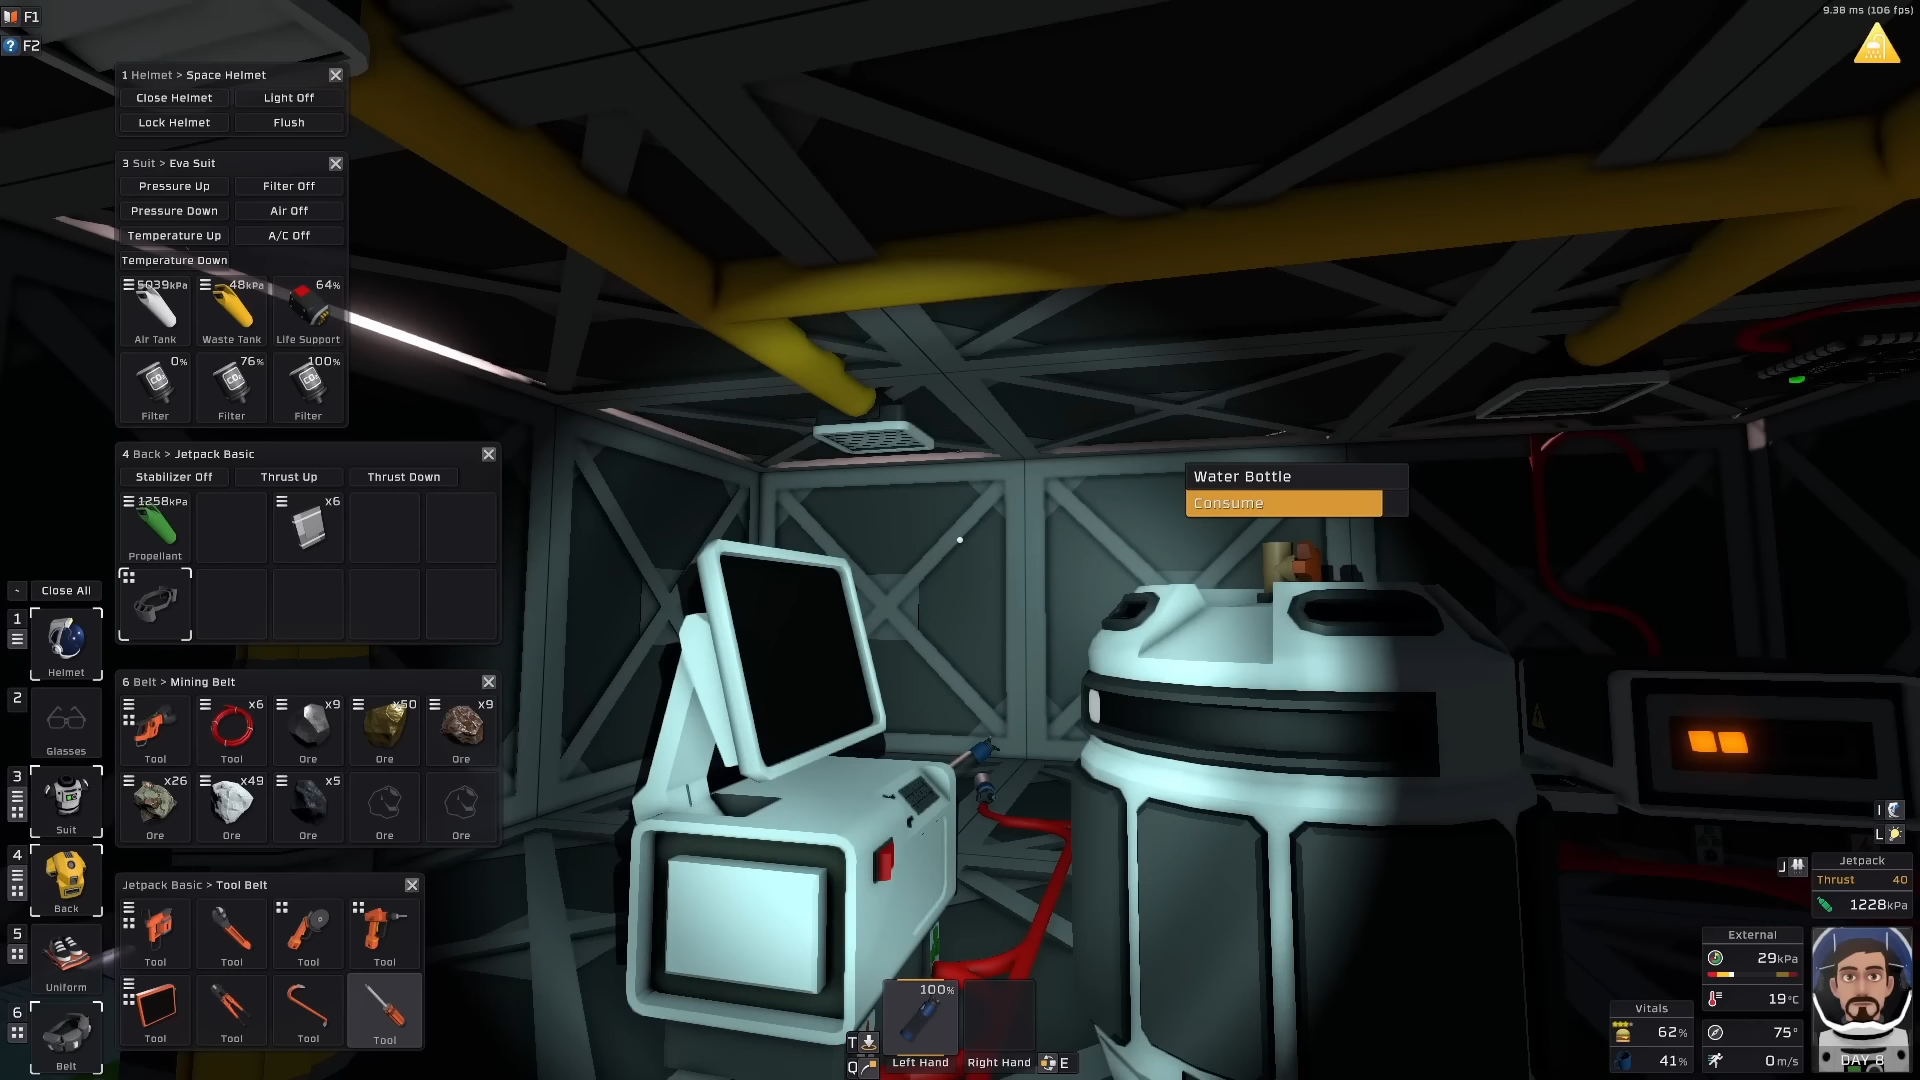 F1
9.38 ms (106 fps)
? F2
1 Helmet > Space Helmet
Close Helmet Light Off
Lock Helmet Flush
3 Suit > Eva Suit
Pressure Up Filter Off
Pressure Down Air Off
Temperature Up A/C Off
Temperature Down
5039kPa 48kPa 64%
Air Tank Waste Tank Life Support
0% 76% 100%
CO₂ CO₂ CO₂
Filter Filter Filter
4 Back > Jetpack Basic
Stabilizer Off Thrust Up Thrust Down
1258kPa x6
Propellant
Water Bottle
Consume
~ Close All
1
Helmet
2
Glasses
3
Suit
4
Back
5
Uniform
6
Belt
6 Belt > Mining Belt
x6 x9 x50 x9
Tool Tool Ore Ore Ore
x26 x49 x5
Ore Ore Ore Ore Ore
Jetpack Basic > Tool Belt
Tool Tool Tool Tool
Tool Tool Tool Tool
100%
T
Q
Left Hand Right Hand E
I
L
J
Jetpack
Thrust 40
1228kPa
External
29kPa
19°C
75°
0m/s
Vitals
62%
41%
DAY 8